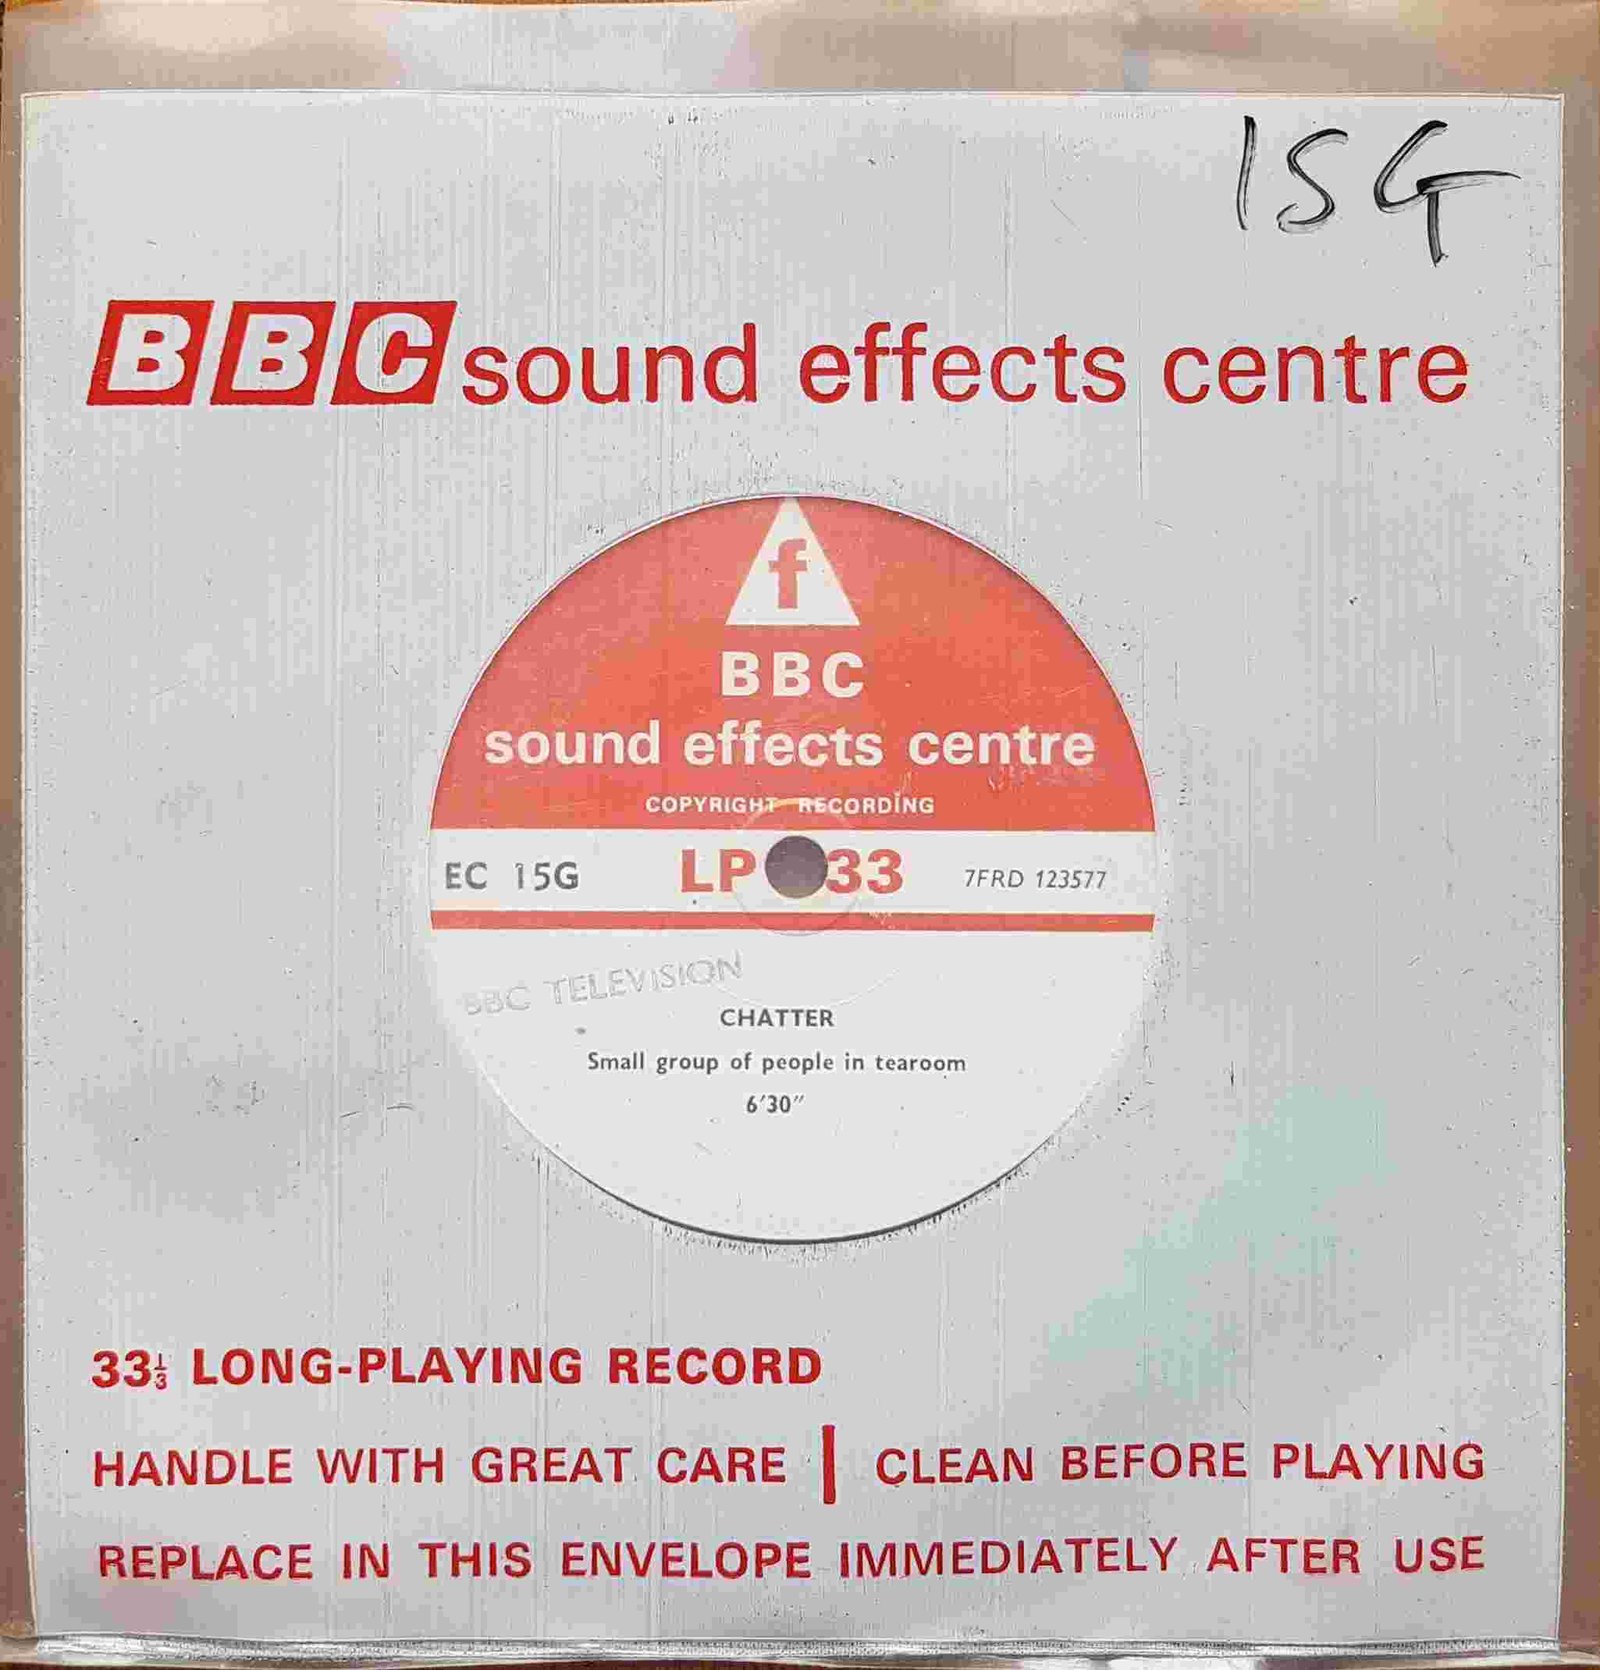 15G
BBC sound effects centre
f
BBC
sound effects centre
COPYRIGHT RECORDING
EC 15G LP 33 7FRD 123577
BBC TELEVISION
CHATTER
Small group of people in tearoom
6′30″
33⅓ LONG-PLAYING RECORD
HANDLE WITH GREAT CARE | CLEAN BEFORE PLAYING
REPLACE IN THIS ENVELOPE IMMEDIATELY AFTER USE